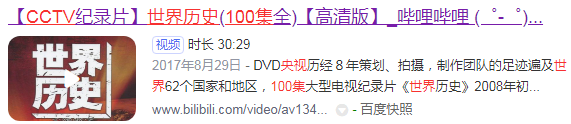 【CCTV纪录片】世界历史(100集全)【高清版】_哔哩哔哩 (゜-゜)...
世界
历史
视频 时长 30:29
2017年8月29日 - DVD央视历经８年策划、拍摄，制作团队的足迹遍及世
界62个国家和地区，100集大型电视纪录片《世界历史》2008年初...
www.bilibili.com/video/av134... - 百度快照